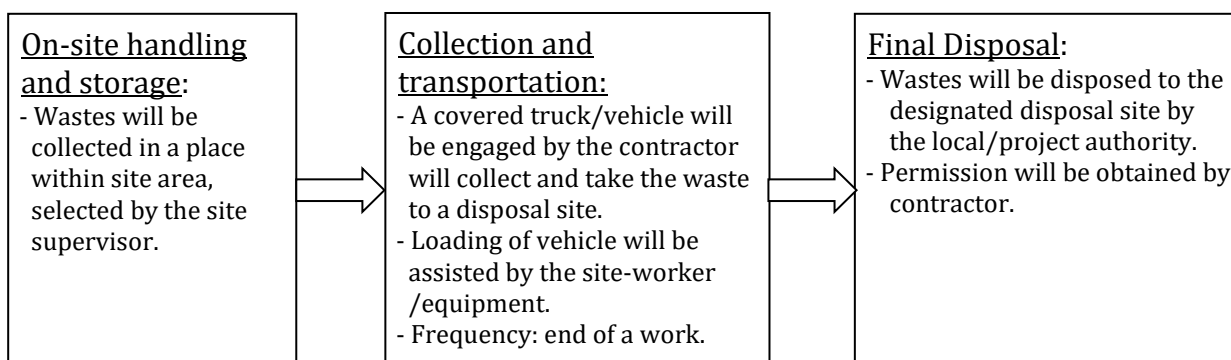 On-site handling
and storage:
- Wastes will be
collected in a place
within site area,
selected by the site
supervisor.
Collection and
transportation:
- A covered truck/vehicle will
be engaged by the contractor
will collect and take the waste
to a disposal site.
- Loading of vehicle will be
assisted by the site-worker
/equipment.
- Frequency: end of a work.
Final Disposal:
- Wastes will be disposed to the
designated disposal site by
the local/project authority.
- Permission will be obtained by
contractor.